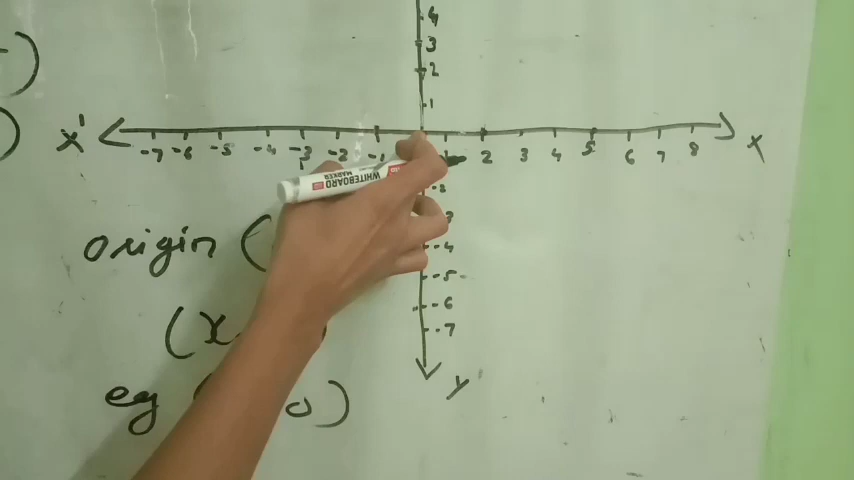 4
3
2
1
X' X
-7 -6 -5 -4 -3 -2 -1 2 3 4 5 6 7 8
WHITEBOARD
MARKER
-4
-5
-6
-7
origin (
(x
eg 0)
y